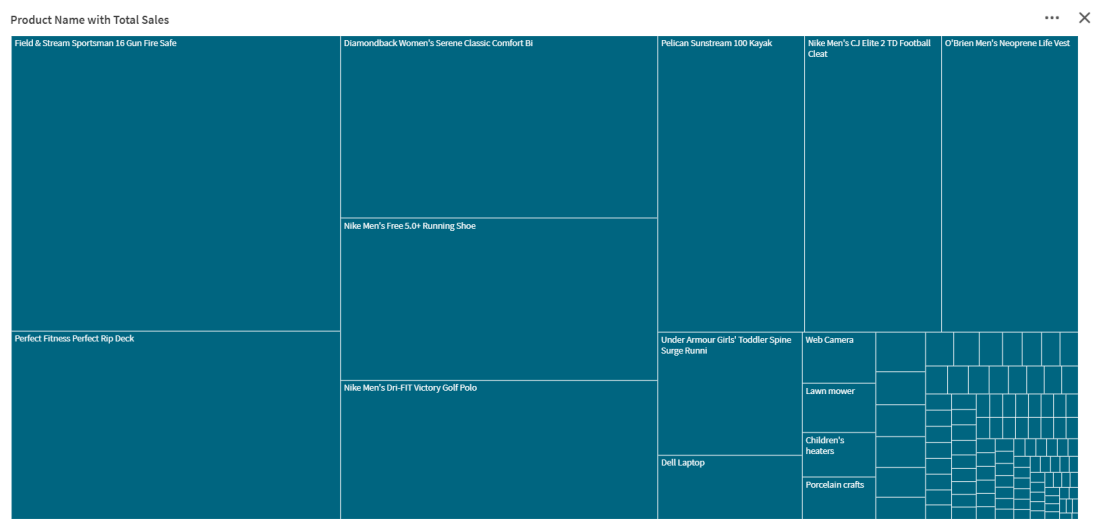 Product Name with Total Sales
Field & Stream Sportsman 16 Gun Fire Safe
Diamondback Women's Serene Classic Comfort Bi
Pelican Sunstream 100 Kayak
Nike Men's CJ Elite 2 TD Football
Cleat
O'Brien Men's Neoprene Life Vest
Nike Men's Free 5.0+ Running Shoe
Perfect Fitness Perfect Rip Deck
Under Armour Girls' Toddler Spine
Surge Runni
Web Camera
Nike Men's Dri-FIT Victory Golf Polo
Lawn mower
Children's
heaters
Dell Laptop
Porcelain crafts